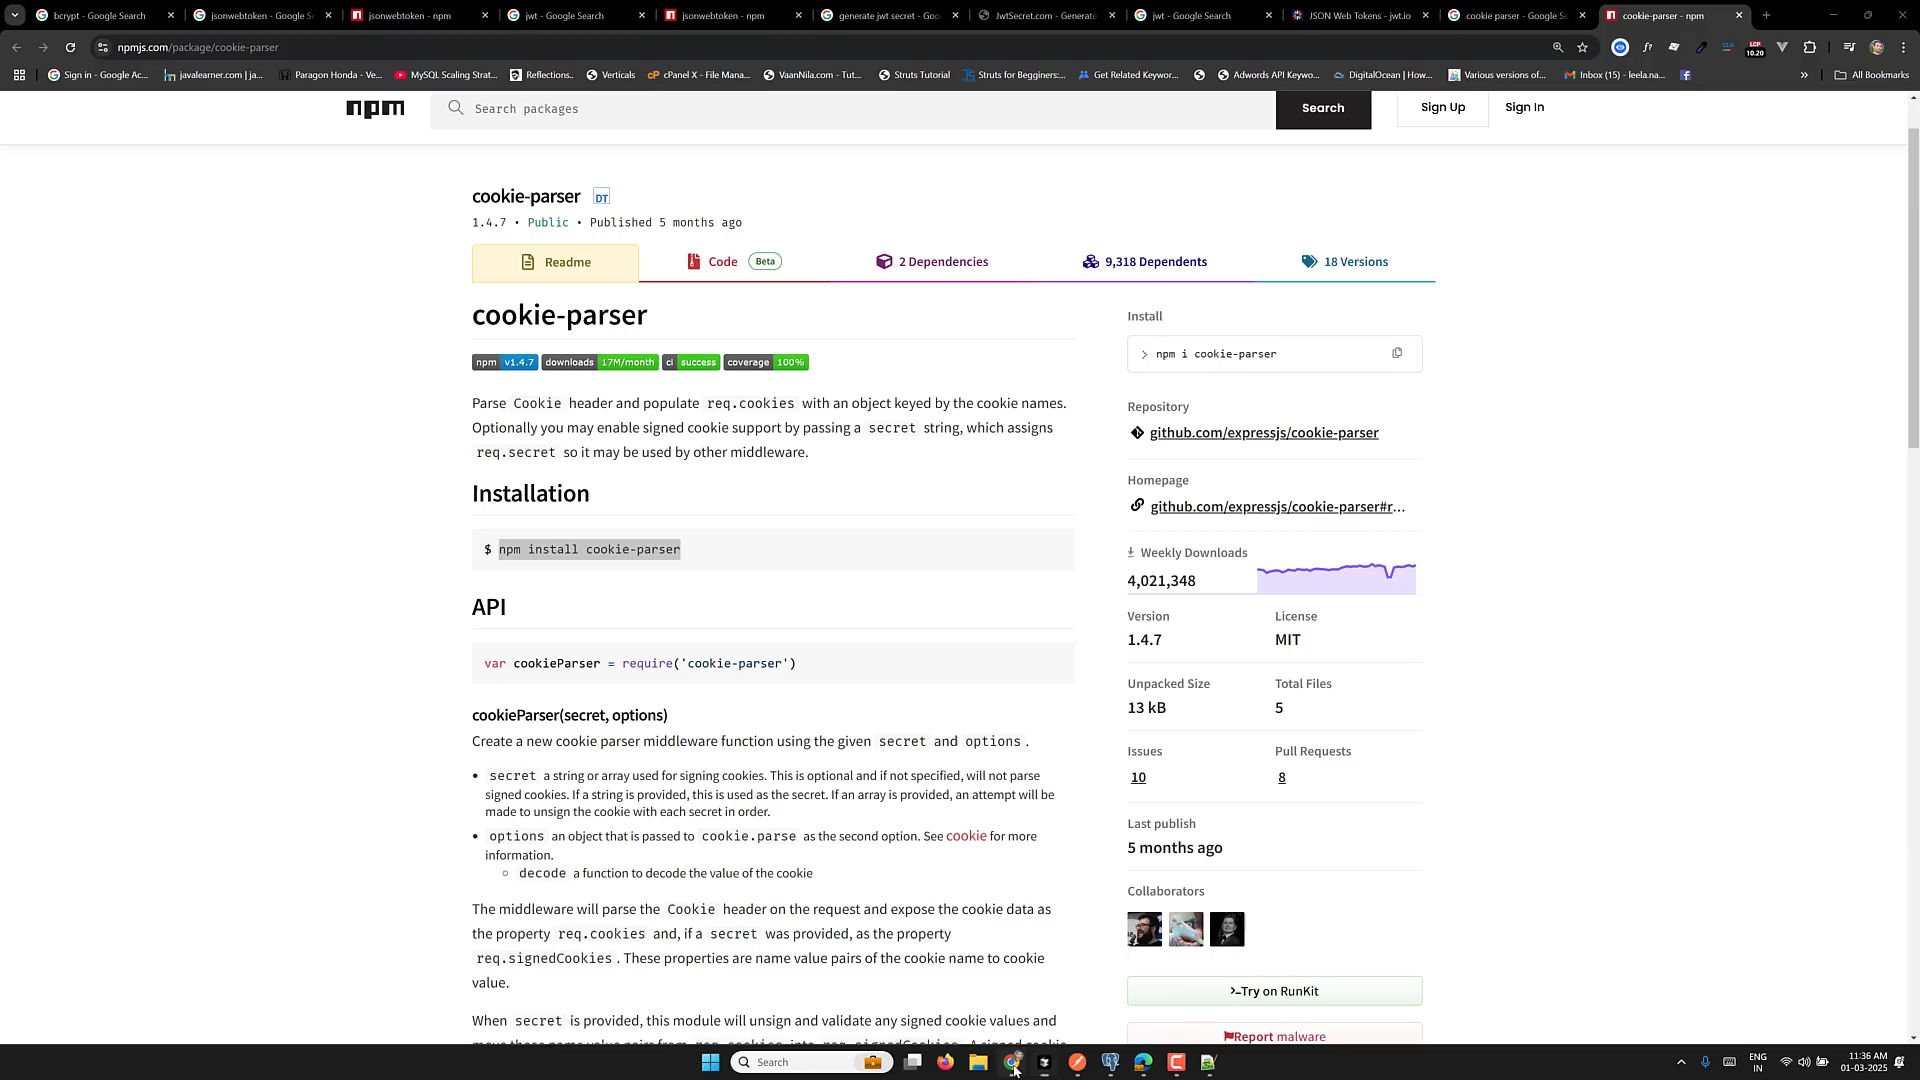 bcrypt - Google Search
jsonwebtoken - Google S
jsonwebtoken - npm
jwt - Google Search
jsonwebtoken - npm
generate jwt secret - Goo
JwtSecret.com - Generate
jwt - Google Search
JSON Web Tokens - jwt.io
cookie parser - Google Se
cookie-parser - npm
npmjs.com/package/cookie-parser
Sign in - Google Ac...
javalearner.com | ja...
Paragon Honda - Ve...
MySQL Scaling Strat...
Reflections..
Verticals
cPanel X - File Mana...
VaanNila.com - Tut...
Struts Tutorial
Struts for Begginers:...
Get Related Keywor...
Adwords API Keywo...
DigitalOcean | How...
Various versions of...
Inbox (15) - leela.na...
All Bookmarks
npm
Search packages
Search
Sign Up
Sign In
cookie-parser DT
1.4.7 • Public • Published 5 months ago
Readme
Code Beta
2 Dependencies
9,318 Dependents
18 Versions
cookie-parser
npm v1.4.7 downloads 17M/month ci success coverage 100%
Parse Cookie header and populate req.cookies with an object keyed by the cookie names.
Optionally you may enable signed cookie support by passing a secret string, which assigns
req.secret so it may be used by other middleware.
Installation
$ npm install cookie-parser
API
var cookieParser = require('cookie-parser')
cookieParser(secret, options)
Create a new cookie parser middleware function using the given secret and options.
• secret a string or array used for signing cookies. This is optional and if not specified, will not parse
signed cookies. If a string is provided, this is used as the secret. If an array is provided, an attempt will be
made to unsign the cookie with each secret in order.
• options an object that is passed to cookie.parse as the second option. See cookie for more
information.
◦ decode a function to decode the value of the cookie
The middleware will parse the Cookie header on the request and expose the cookie data as
the property req.cookies and, if a secret was provided, as the property
req.signedCookies. These properties are name value pairs of the cookie name to cookie
value.
When secret is provided, this module will unsign and validate any signed cookie values and
Install
npm i cookie-parser
Repository
github.com/expressjs/cookie-parser
Homepage
github.com/expressjs/cookie-parser#r...
Weekly Downloads
4,021,348
Version
License
1.4.7
MIT
Unpacked Size
Total Files
13 kB
5
Issues
Pull Requests
10
8
Last publish
5 months ago
Collaborators
>-Try on RunKit
Report malware
Search
ENG
IN
11:36 AM
01-03-2025